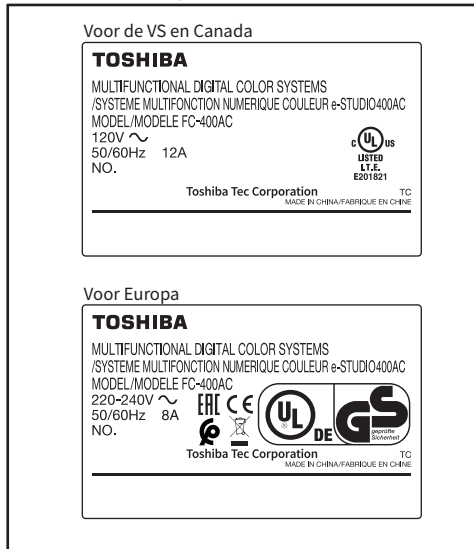 Voor de VS en Canada
TOSHIBA
MULTIFUNCTIONAL DIGITAL COLOR SYSTEMS
/SYSTEME MULTIFONCTION NUMERIQUE COULEUR e-STUDIO400AC
MODEL/MODELE FC-400AC
120V ∼
50/60Hz 12A
NO.
C UL US
LISTED
I.T.E.
E201821
Toshiba Tec Corporation TC
MADE IN CHINA/FABRIQUE EN CHINE
Voor Europa
TOSHIBA
MULTIFUNCTIONAL DIGITAL COLOR SYSTEMS
/SYSTEME MULTIFONCTION NUMERIQUE COULEUR e-STUDIO400AC
MODEL/MODELE FC-400AC
220-240V ∼
50/60Hz 8A
NO.
EAC CE
UL ® DE
GS
geprüfte
Sicherheit
Toshiba Tec Corporation TC
MADE IN CHINA/FABRIQUE EN CHINE